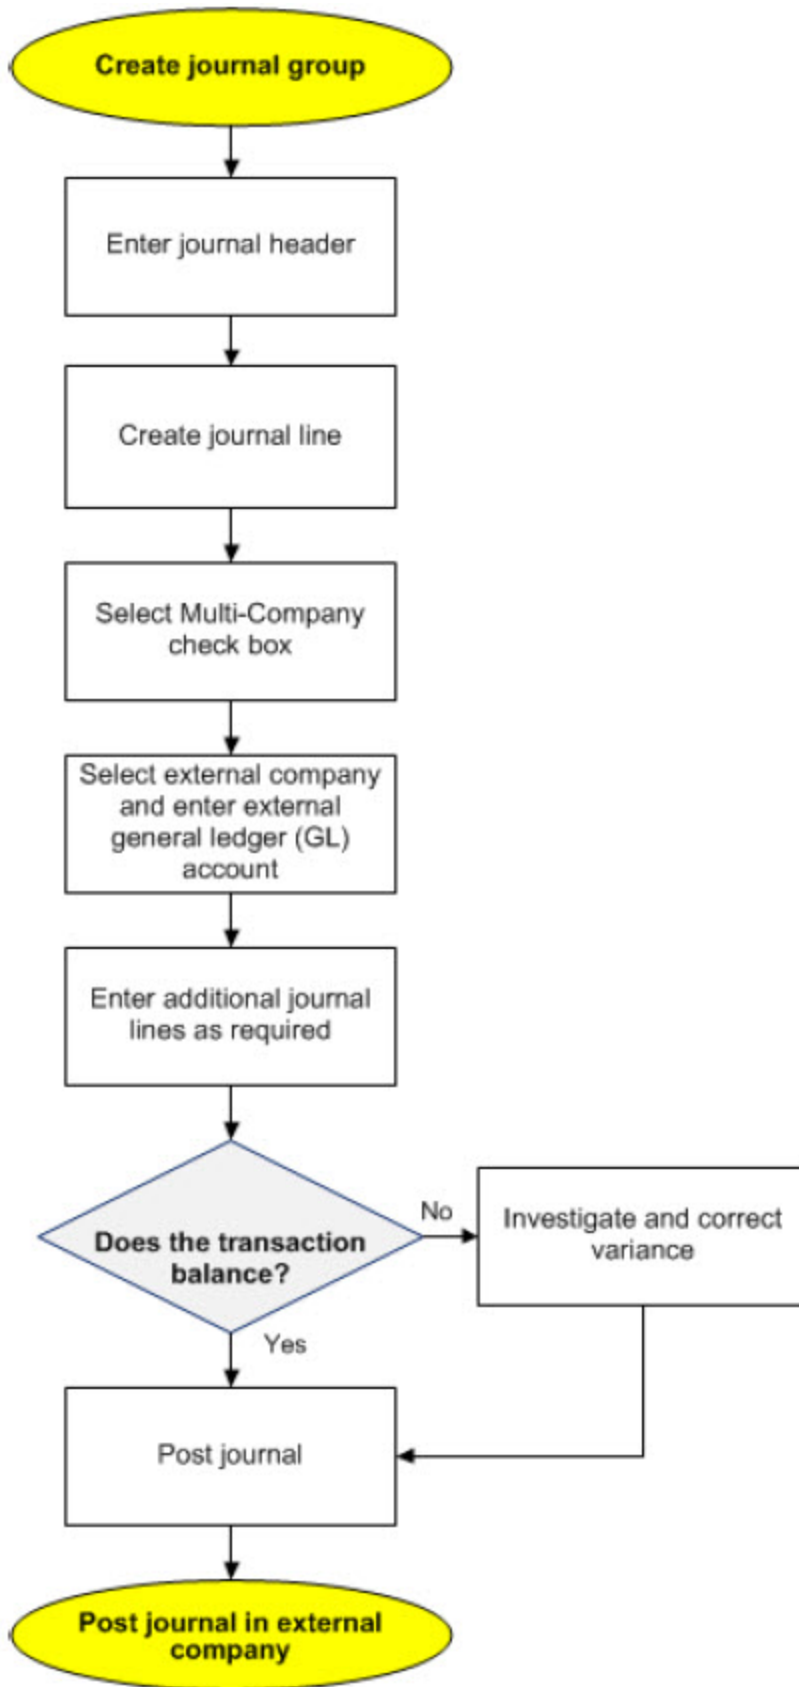 Create journal group
Enter journal header
Create journal line
Select Multi-Company
check box
Select external company
and enter external
general ledger (GL)
account
Enter additional journal
lines as required
Does the transaction
balance?
No
Investigate and correct
variance
Yes
Post journal
Post journal in external
company